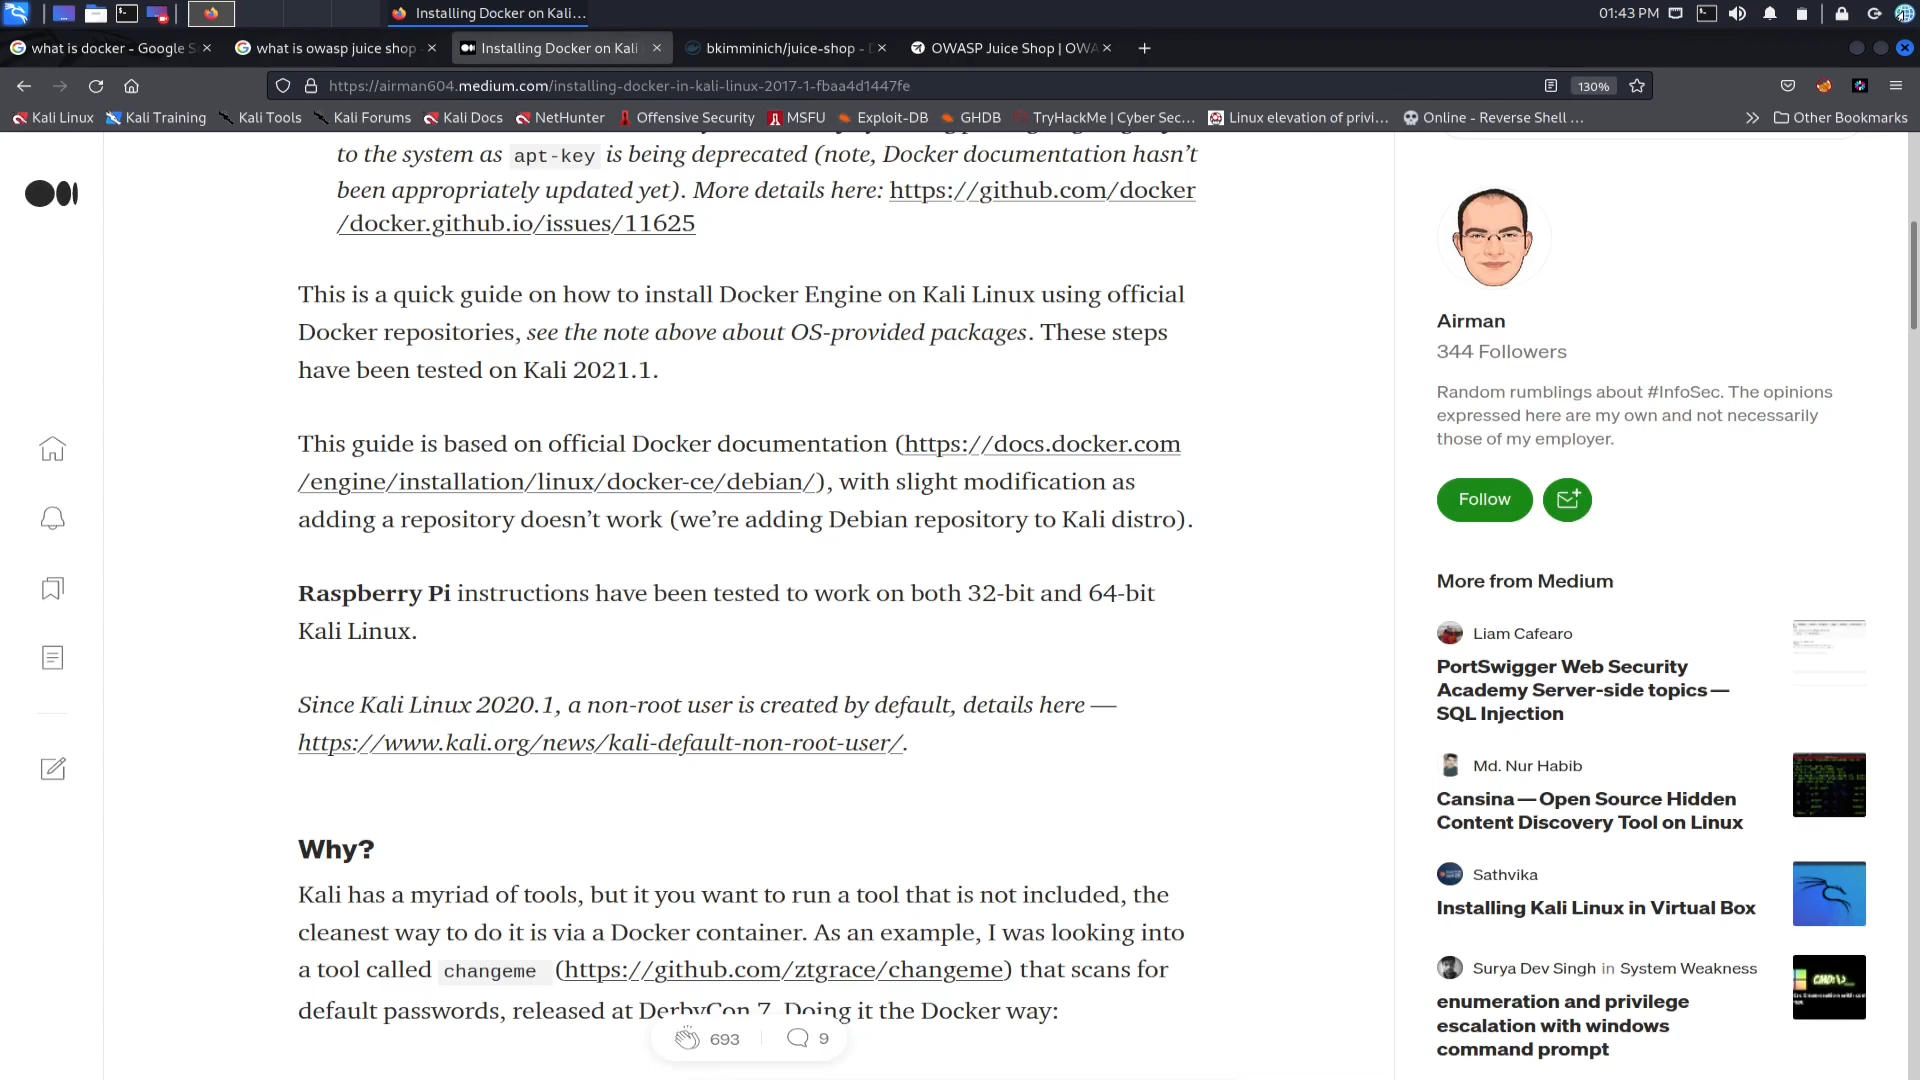 Installing Docker on Kali...
01:43 PM
what is docker - Google S
what is owasp juice shop
Installing Docker on Kali
bkimminich/juice-shop - D
OWASP Juice Shop | OWA
https://airman604.medium.com/installing-docker-in-kali-linux-2017-1-fbaa4d1447fe
130%
Kali Linux
Kali Training
Kali Tools
Kali Forums
Kali Docs
NetHunter
Offensive Security
MSFU
Exploit-DB
GHDB
TryHackMe | Cyber Sec...
Linux elevation of privi...
Online - Reverse Shell ...
Other Bookmarks
to the system as apt-key is being deprecated (note, Docker documentation hasn't
been appropriately updated yet). More details here: https://github.com/docker
/docker.github.io/issues/11625
This is a quick guide on how to install Docker Engine on Kali Linux using official
Docker repositories, see the note above about OS-provided packages. These steps
have been tested on Kali 2021.1.
This guide is based on official Docker documentation (https://docs.docker.com
/engine/installation/linux/docker-ce/debian/), with slight modification as
adding a repository doesn't work (we're adding Debian repository to Kali distro).
Raspberry Pi instructions have been tested to work on both 32-bit and 64-bit
Kali Linux.
Since Kali Linux 2020.1, a non-root user is created by default, details here —
https://www.kali.org/news/kali-default-non-root-user/.
Why?
Kali has a myriad of tools, but it you want to run a tool that is not included, the
cleanest way to do it is via a Docker container. As an example, I was looking into
a tool called changeme (https://github.com/ztgrace/changeme) that scans for
default passwords, released at DerbyCon 7. Doing it the Docker way:
693
9
Airman
344 Followers
Random rumblings about #InfoSec. The opinions
expressed here are my own and not necessarily
those of my employer.
Follow
More from Medium
Liam Cafearo
PortSwigger Web Security
Academy Server-side topics —
SQL Injection
Md. Nur Habib
Cansina — Open Source Hidden
Content Discovery Tool on Linux
Sathvika
Installing Kali Linux in Virtual Box
Surya Dev Singh in System Weakness
enumeration and privilege
escalation with windows
command prompt